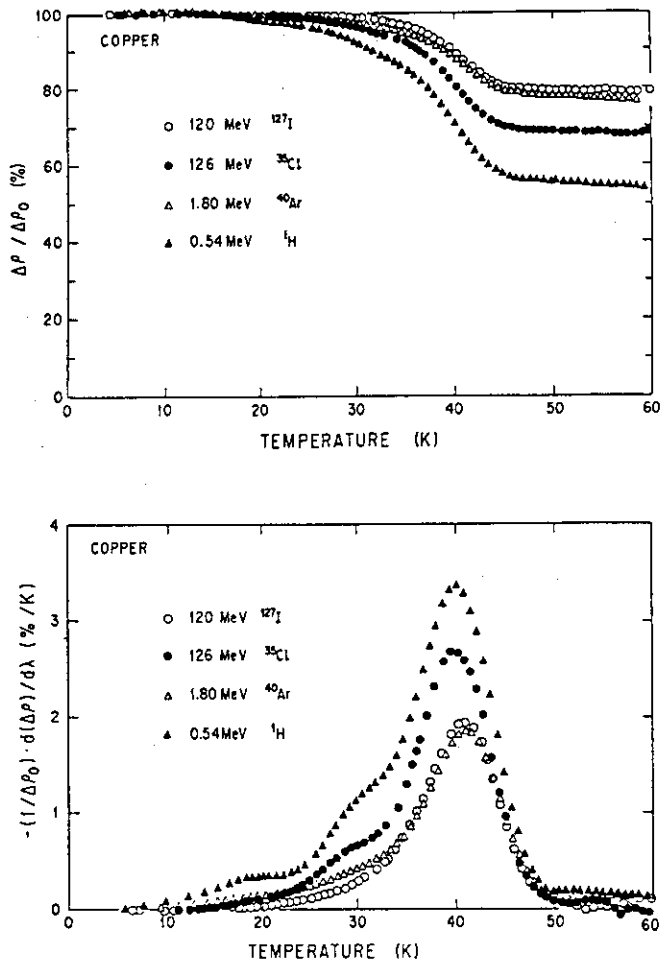 100
80
60
40
20
0
Δρ / Δρ₀ (%)
COPPER
○ 120 MeV ¹²⁷I
● 126 MeV ³⁵Cl
△ 1.80 MeV ⁴⁰Ar
▲ 0.54 MeV ¹H
0 10 20 30 40 50 60
TEMPERATURE (K)
4
3
2
1
0
-(1/Δρ₀)·d(Δρ)/dλ (%/K)
COPPER
○ 120 MeV ¹²⁷I
● 126 MeV ³⁵Cl
△ 1.80 MeV ⁴⁰Ar
▲ 0.54 MeV ¹H
0 10 20 30 40 50 60
TEMPERATURE (K)